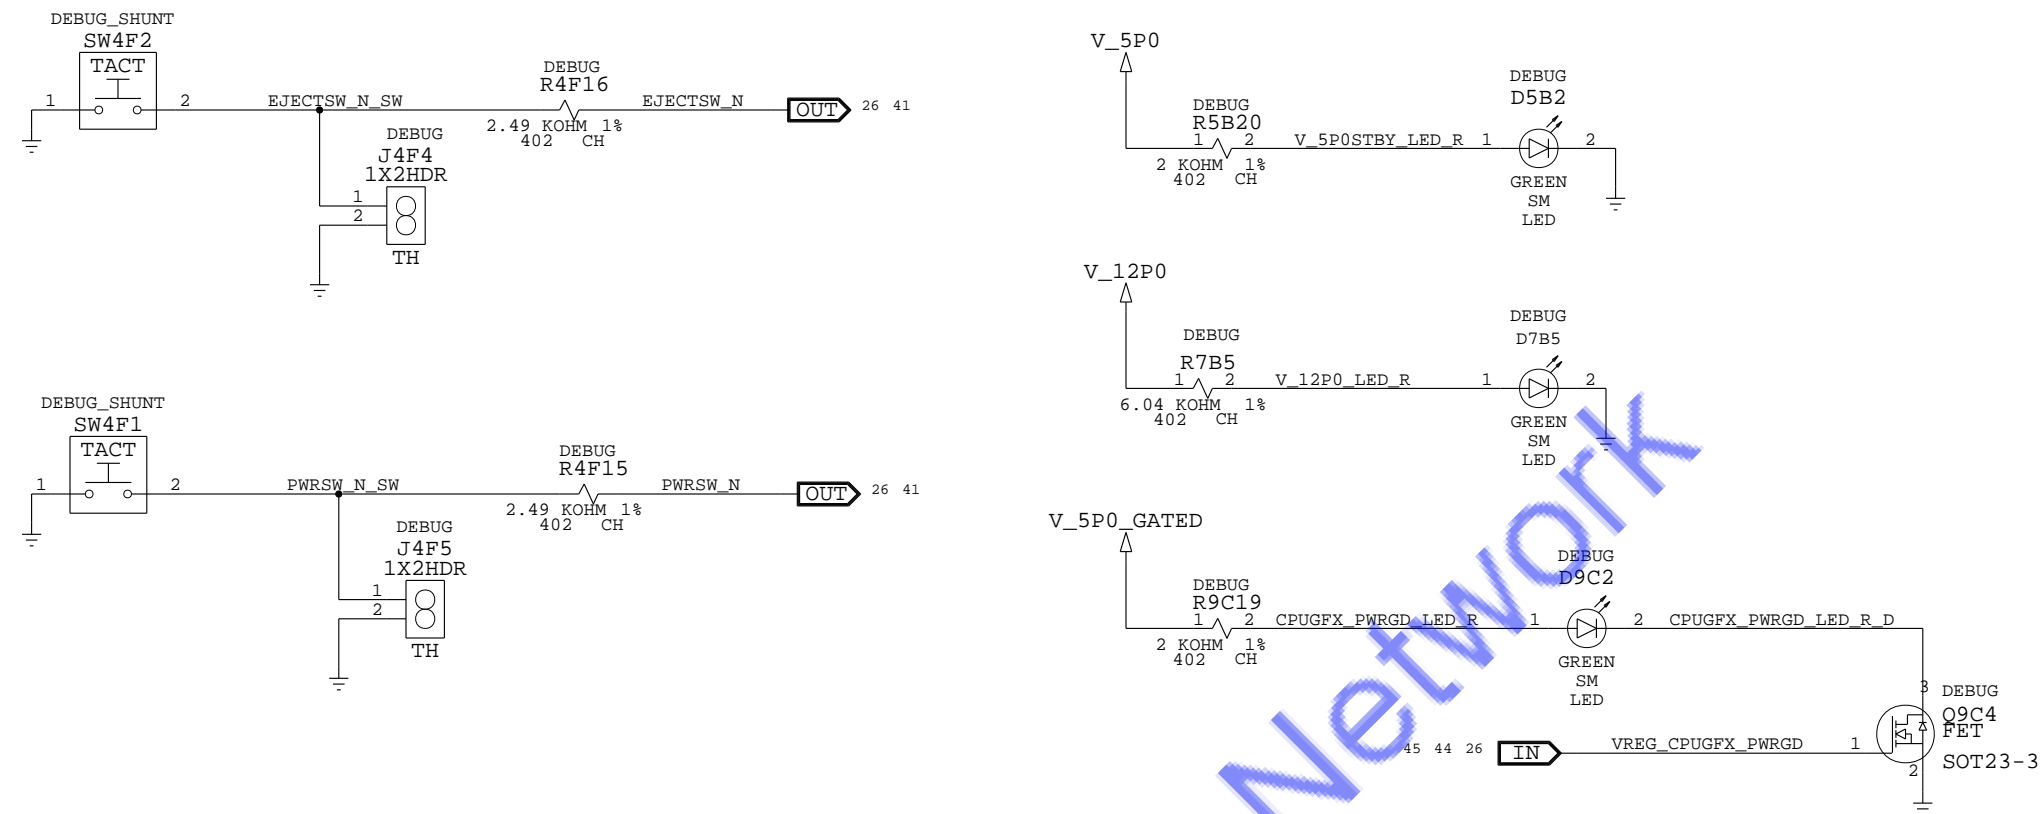 DEBUG_SHUNT
SW4F2
TACT
1
2
EJECTSW_N_SW
DEBUG
R4F16
2.49 KOHM 1%
402 CH
EJECTSW_N
OUT
26 41
DEBUG
J4F4
1X2HDR
1
2
TH
DEBUG_SHUNT
SW4F1
TACT
1
2
PWRSW_N_SW
DEBUG
R4F15
2.49 KOHM 1%
402 CH
PWRSW_N
OUT
26 41
DEBUG
J4F5
1X2HDR
1
2
TH
V_5P0
DEBUG
R5B20
1 2
2 KOHM 1%
402 CH
V_5P0STBY_LED_R
DEBUG
D5B2
1 2
GREEN
SM
LED
V_12P0
DEBUG
R7B5
1 2
6.04 KOHM 1%
402 CH
V_12P0_LED_R
DEBUG
D7B5
1 2
GREEN
SM
LED
V_5P0_GATED
DEBUG
R9C19
1 2
2 KOHM 1%
402 CH
CPUGFX_PWRGD_LED_R
DEBUG
D9C2
1 2
GREEN
SM
LED
CPUGFX_PWRGD_LED_R_D
3
DEBUG
Q9C4
FET
SOT23-3
45 44 26
IN
VREG_CPUGFX_PWRGD
1
2
Network